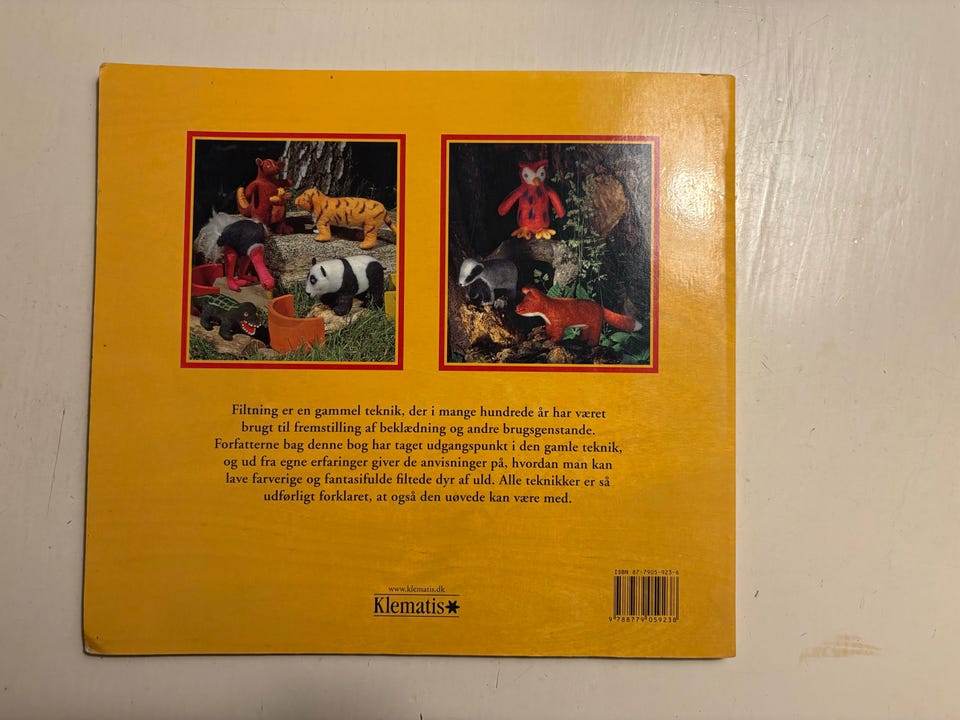 Filtning er en gammel teknik, der i mange hundrede år har været
brugt til fremstilling af beklædning og andre brugsgenstande.
Forfatterne bag denne bog har taget udgangspunkt i den gamle teknik,
og ud fra egne erfaringer giver de anvisninger på, hvordan man kan
lave farverige og fantasifulde filtede dyr af uld. Alle teknikker er så
udførligt forklaret, at også den uøvede kan være med.
www.klematis.dk
Klematis
ISBN 87-7905-923-6
9 788779 059238